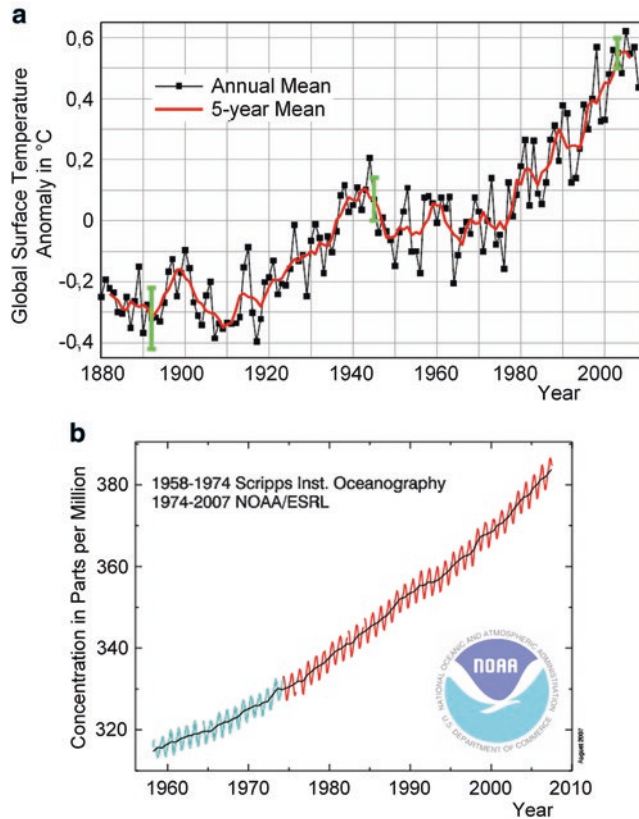 a
Global Surface Temperature
Anomaly in °C
0,6
0.4
0,2
0
-0.2
-0,4
Annual Mean
5-year Mean
1880
1900
1920
1940
1960
1980
2000
Year
b
Concentration in Parts per Million
380
360
340
320
1958-1974 Scripps Inst. Oceanography
1974-2007 NOAA/ESRL
NATIONAL OCEANIC AND ATMOSPHERIC ADMINISTRATION
NOAA
U.S. DEPARTMENT OF COMMERCE
August 2007
1960
1970
1980
1990
2000
2010
Year